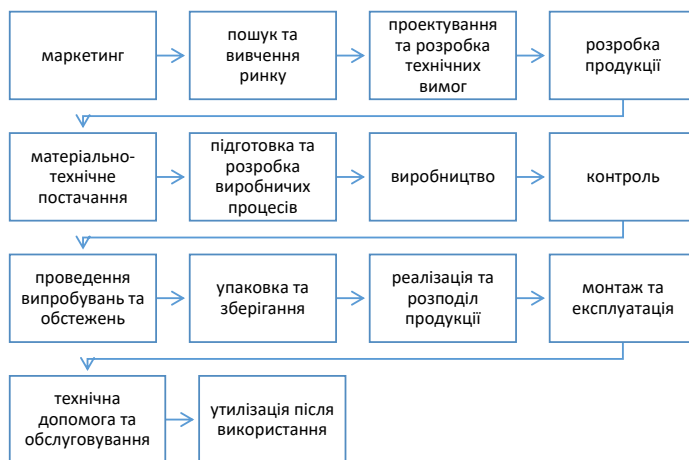 маркетинг
пошук та
вивчення
ринку
проектування
та розробка
технічних
вимог
розробка
продукції
матеріально-
технічне
постачання
підготовка та
розробка
виробничих
процесів
виробництво
контроль
проведення
випробувань та
обстежень
упаковка та
зберігання
реалізація та
розподіл
продукції
монтаж та
експлуатація
технічна
допомога та
обслуговування
утилізація після
використання